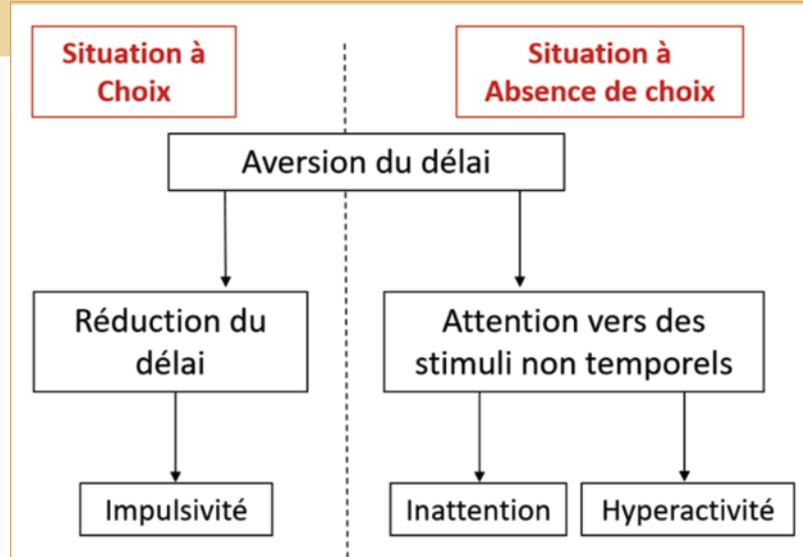 Situation à
Choix
Situation à
Absence de choix
Aversion du délai
Réduction du
délai
Attention vers des
stimuli non temporels
Impulsivité
Inattention
Hyperactivité